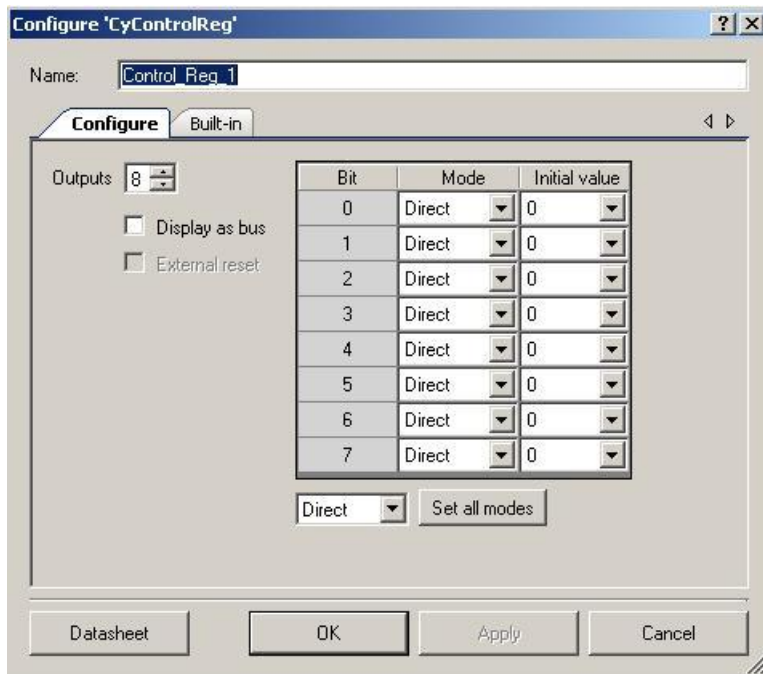 Configure 'CyControlReg'
Name: Control_Reg_1
Configure Built-in
Outputs 8
Display as bus
External reset
Bit Mode Initial value
0 Direct 0
1 Direct 0
2 Direct 0
3 Direct 0
4 Direct 0
5 Direct 0
6 Direct 0
7 Direct 0
Direct Set all modes
Datasheet OK Apply Cancel